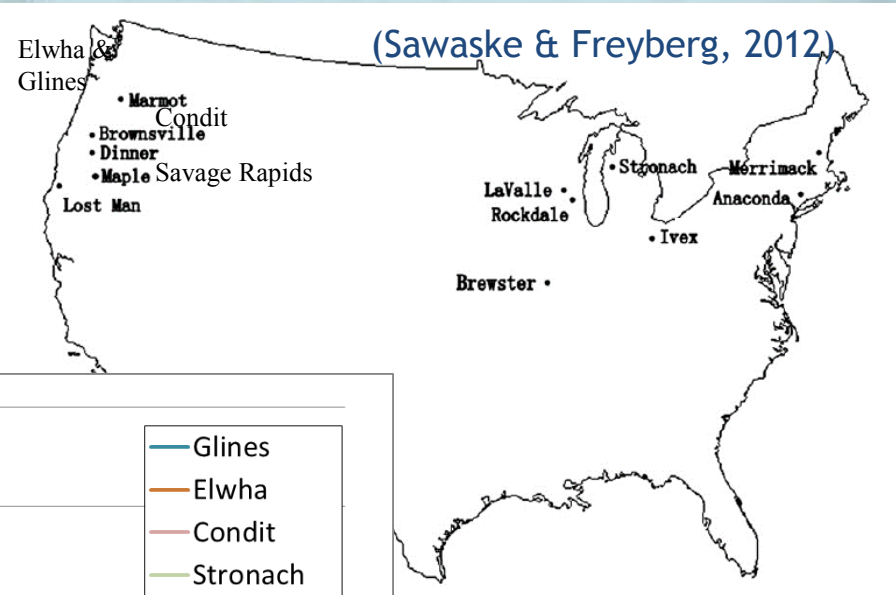 (Sawaske & Freyberg, 2012)
Elwha &
Glines
Marmot
Condit
Brownsville
Dinner
Maple
Savage Rapids
Lost Man
Stronach
Merrimack
LaValle
Anaconda
Rockdale
Ivex
Brewster
Glines
Elwha
Condit
Stronach